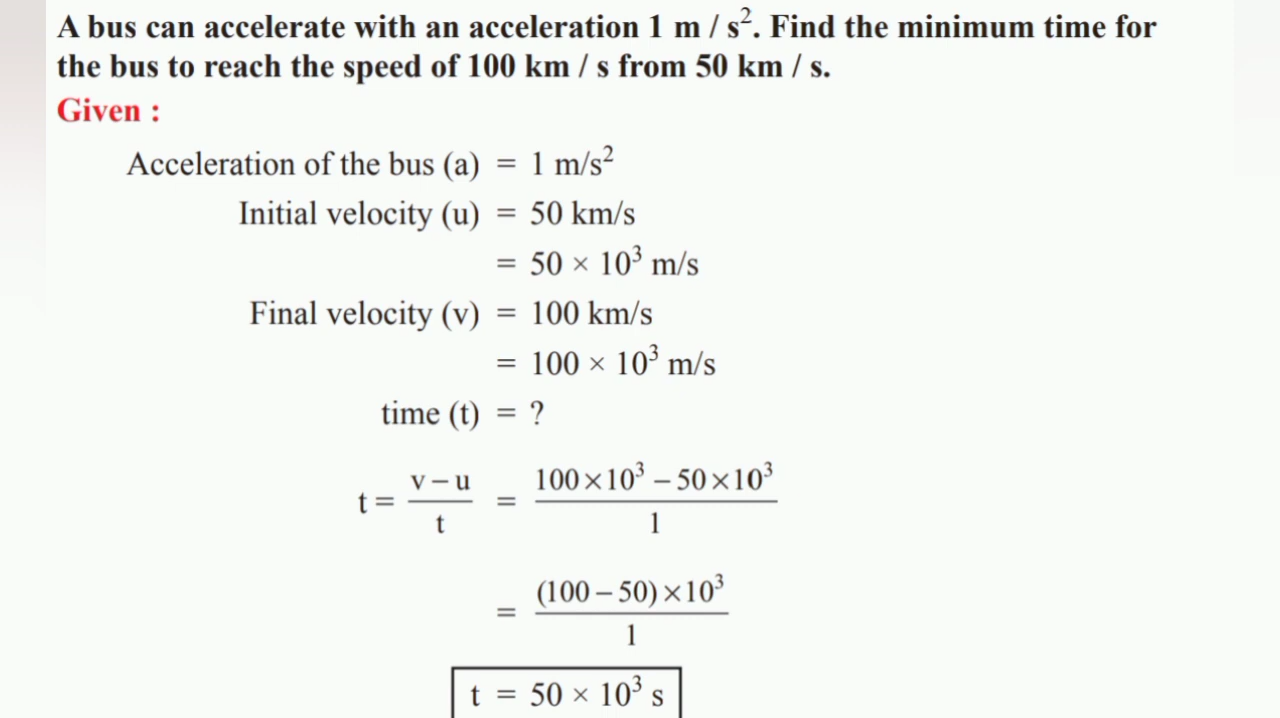 A bus can accelerate with an acceleration 1 m / s². Find the minimum time for
the bus to reach the speed of 100 km / s from 50 km / s.
Given :
Acceleration of the bus (a) = 1 m/s²
Initial velocity (u) = 50 km/s
= 50 × 10³ m/s
Final velocity (v) = 100 km/s
= 100 × 10³ m/s
time (t) = ?
t = (v – u) / t = (100×10³ – 50×10³) / 1
= ((100 – 50)×10³) / 1
t = 50 × 10³ s